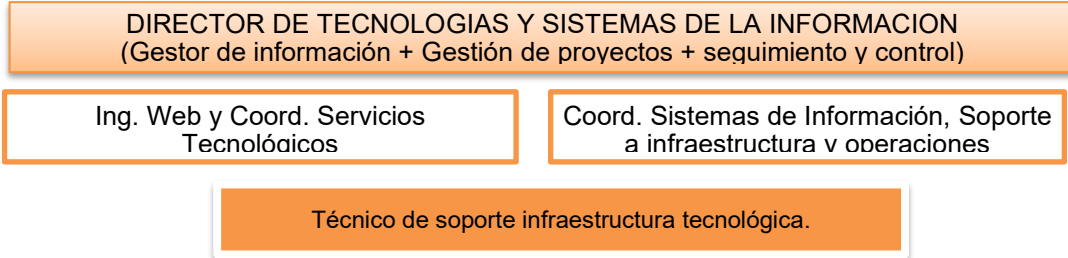 DIRECTOR DE TECNOLOGIAS Y SISTEMAS DE LA INFORMACION
(Gestor de información + Gestión de proyectos + seguimiento y control)
Ing. Web y Coord. Servicios
Tecnológicos
Coord. Sistemas de Información, Soporte
a infraestructura y operaciones
Técnico de soporte infraestructura tecnológica.